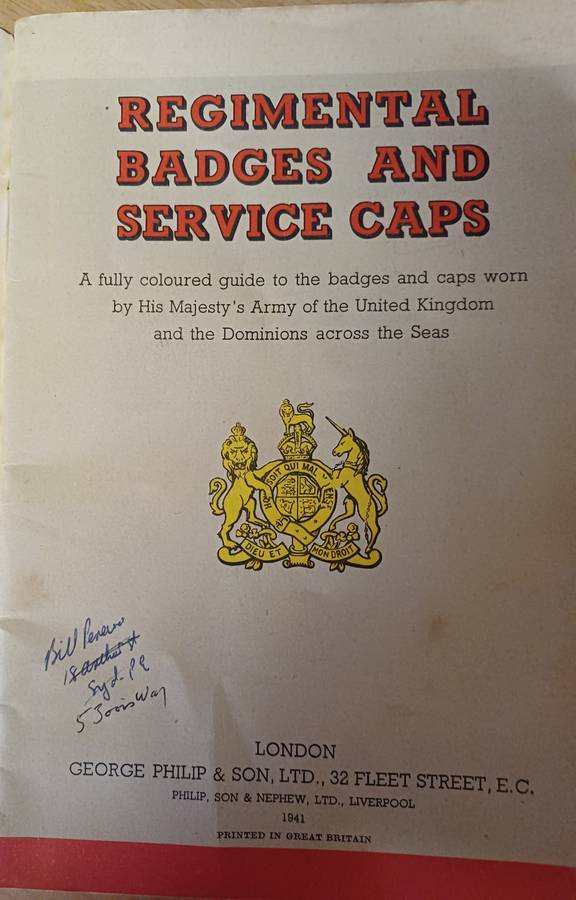 REGIMENTAL
BADGES AND
SERVICE CAPS
A fully coloured guide to the badges and caps worn
by His Majesty's Army of the United Kingdom
and the Dominions across the Seas
SOIT QUI MAL Y
HON
DIEU ET
MON DROIT
Bill
LONDON
GEORGE PHILIP & SON, LTD., 32 FLEET STREET, E.C.
PHILIP, SON & NEPHEW, LTD., LIVERPOOL
1941
PRINTED IN GREAT BRITAIN